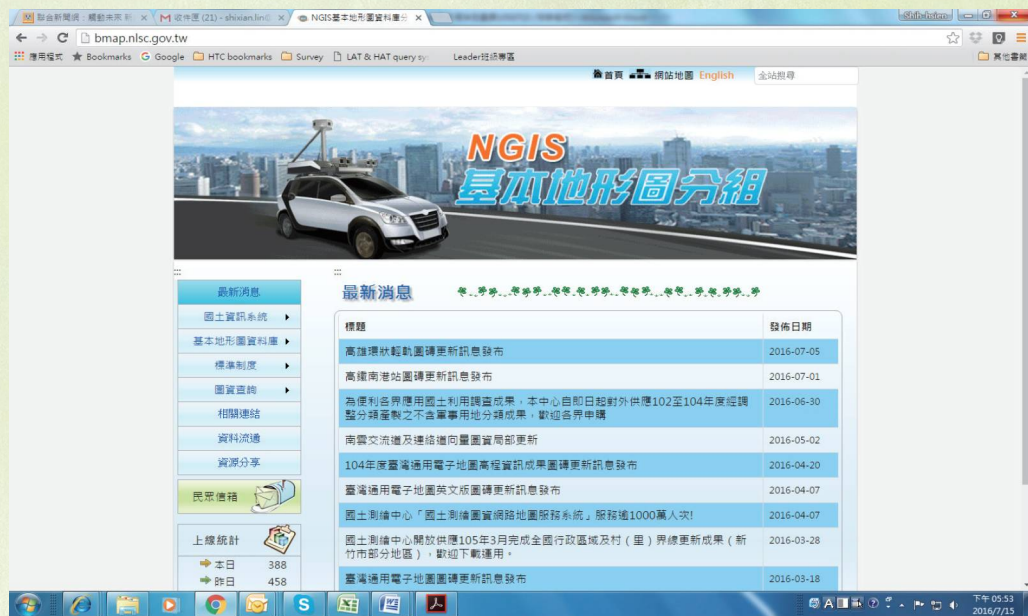 聯合新聞網：觸動未來 新
收件匣 (21) - shixian.lin@
NGIS基本地形圖資料庫分
Shih-hsien
bmap.nlsc.gov.tw
應用程式 Bookmarks Google HTC bookmarks Survey LAT & HAT query sy Leader班級專區 其他書籤
首頁 網站地圖 English 全站搜尋
NGIS
基本地形圖分組
:::
:::
最新消息
國土資訊系統
基本地形圖資料庫
標準制度
圖資查詢
相關連結
資料流通
資源分享
民眾信箱
上線統計
本日 388
昨日 458
最新消息
標題 發佈日期
高雄環狀輕軌圖磚更新訊息發布 2016-07-05
高鐵南港站圖磚更新訊息發布 2016-07-01
為便利各界應用國土利用調查成果，本中心自即日起對外供應102至104年度經調 2016-06-30
整分類產製之不含軍事用地分類成果，歡迎各界申購
南雲交流道及連絡道向量圖資局部更新 2016-05-02
104年度臺灣通用電子地圖高程資訊成果圖磚更新訊息發布 2016-04-20
臺灣通用電子地圖英文版圖磚更新訊息發布 2016-04-07
國土測繪中心「國土測繪圖資網路地圖服務系統」服務逾1000萬人次! 2016-04-07
國土測繪中心開放供應105年3月完成全國行政區域及村（里）界線更新成果（新 2016-03-28
竹市部分地區），歡迎下載運用。
臺灣通用電子地圖圖磚更新訊息發布 2016-03-18
下午 05:53
2016/7/15